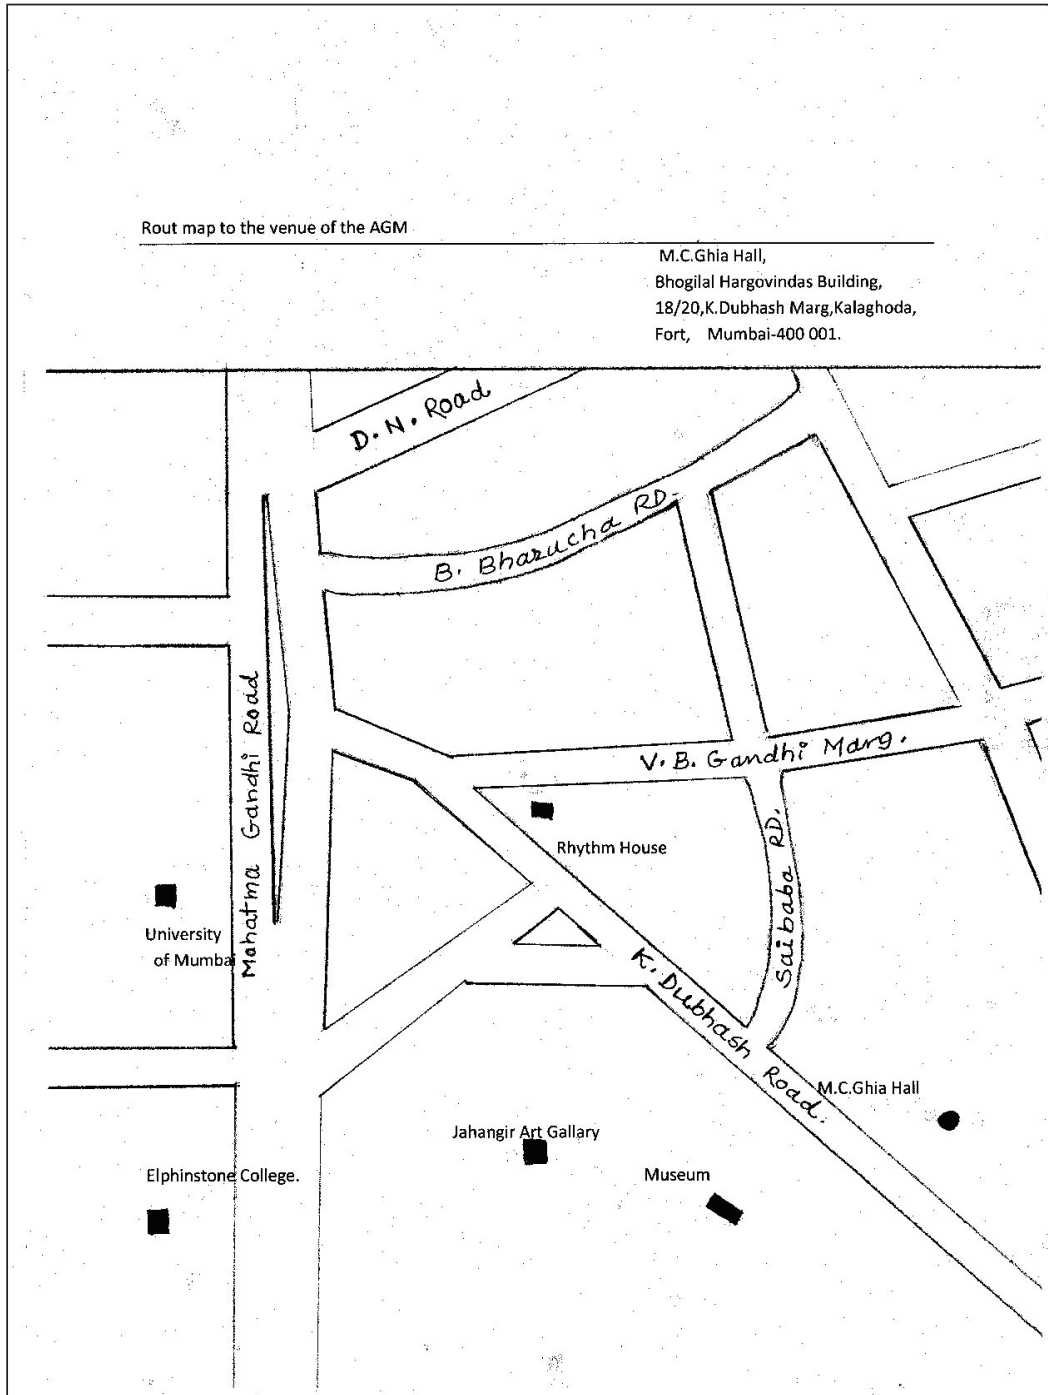 Rout map to the venue of the AGM
M.C.Ghia Hall,
Bhogilal Hargovindas Building,
18/20,K.Dubhash Marg,Kalaghoda,
Fort, Mumbai-400 001.
D. N. Road
B. Bharucha RD.
Mahatma Gandhi Road
V. B. Gandhi Marg.
Rhythm House
Saibaba RD.
University
of Mumbai
K. Dubhash Road.
M.C.Ghia Hall
Jahangir Art Gallary
Elphinstone College.
Museum